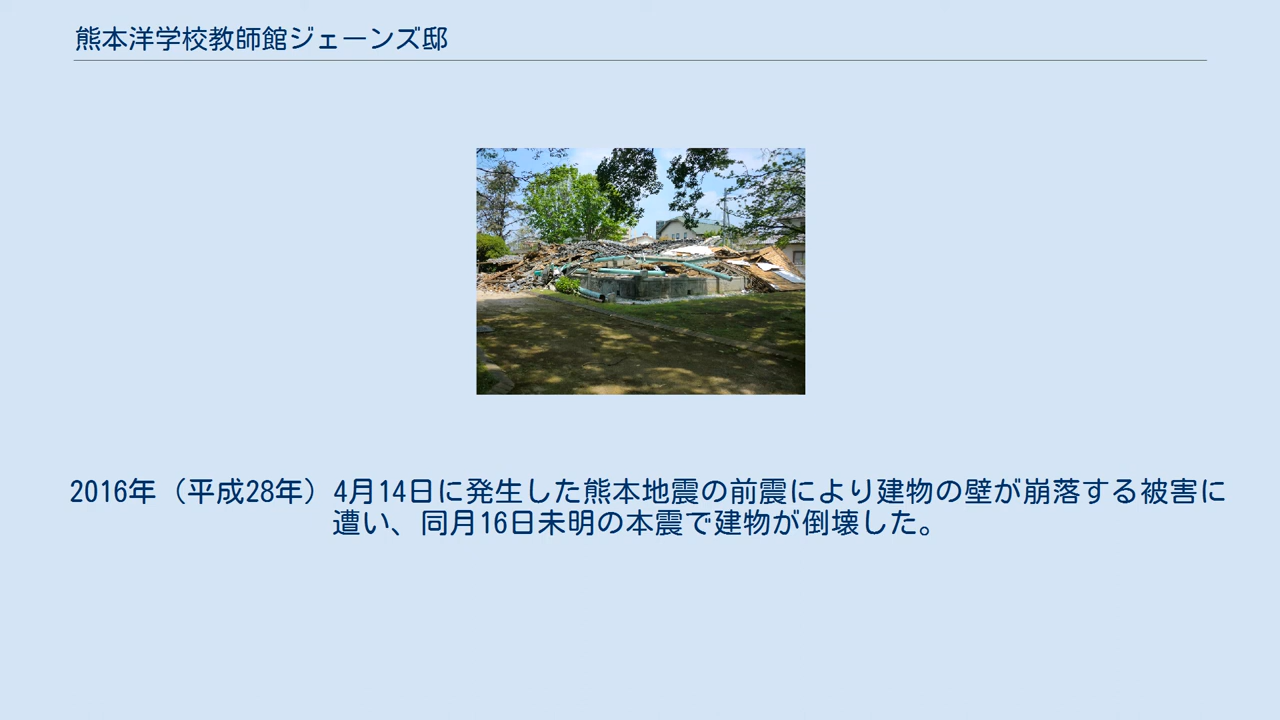 熊本洋学校教師館ジェーンズ邸
2016年（平成28年）4月14日に発生した熊本地震の前震により建物の壁が崩落する被害に
遭い、同月16日未明の本震で建物が倒壊した。